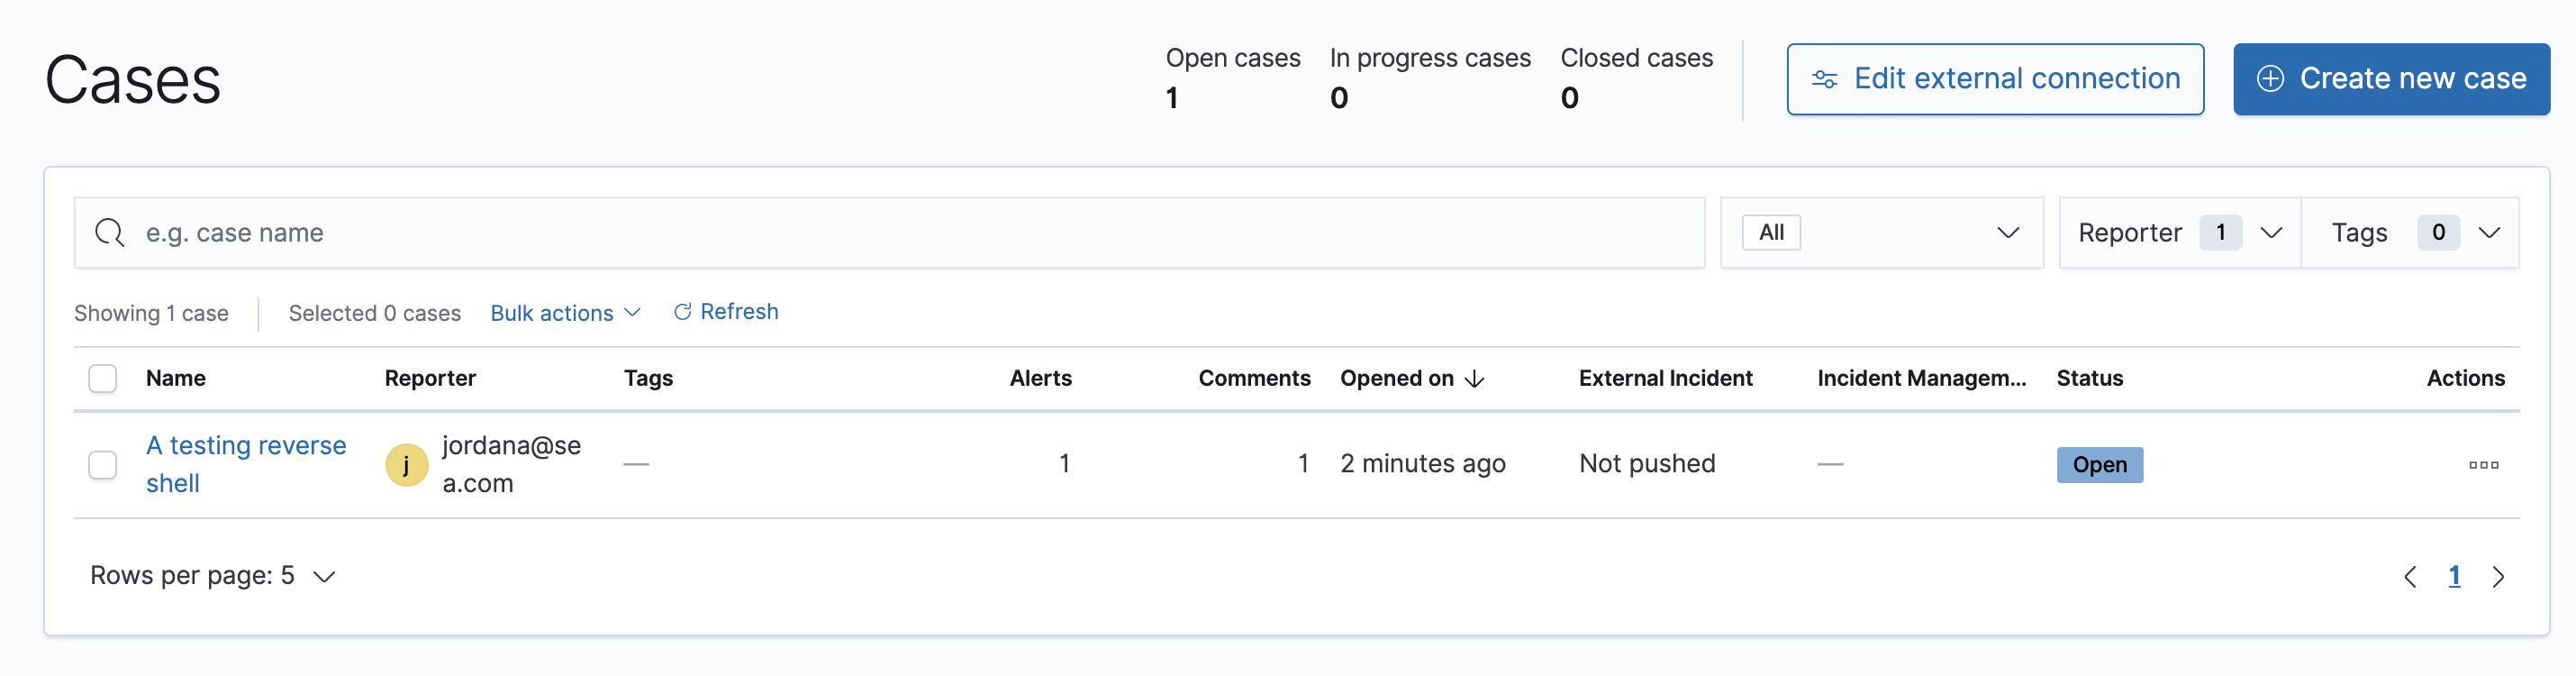 Cases
Open cases
1
In progress cases
0
Closed cases
0
Edit external connection
Create new case
e.g. case name
All
Reporter 1
Tags 0
Showing 1 case
Selected 0 cases
Bulk actions
Refresh
Name Reporter Tags Alerts Comments Opened on External Incident Incident Managem... Status Actions
A testing reverse
shell
j
jordana@se
a.com
—
1
1
2 minutes ago
Not pushed
—
Open
Rows per page: 5
1